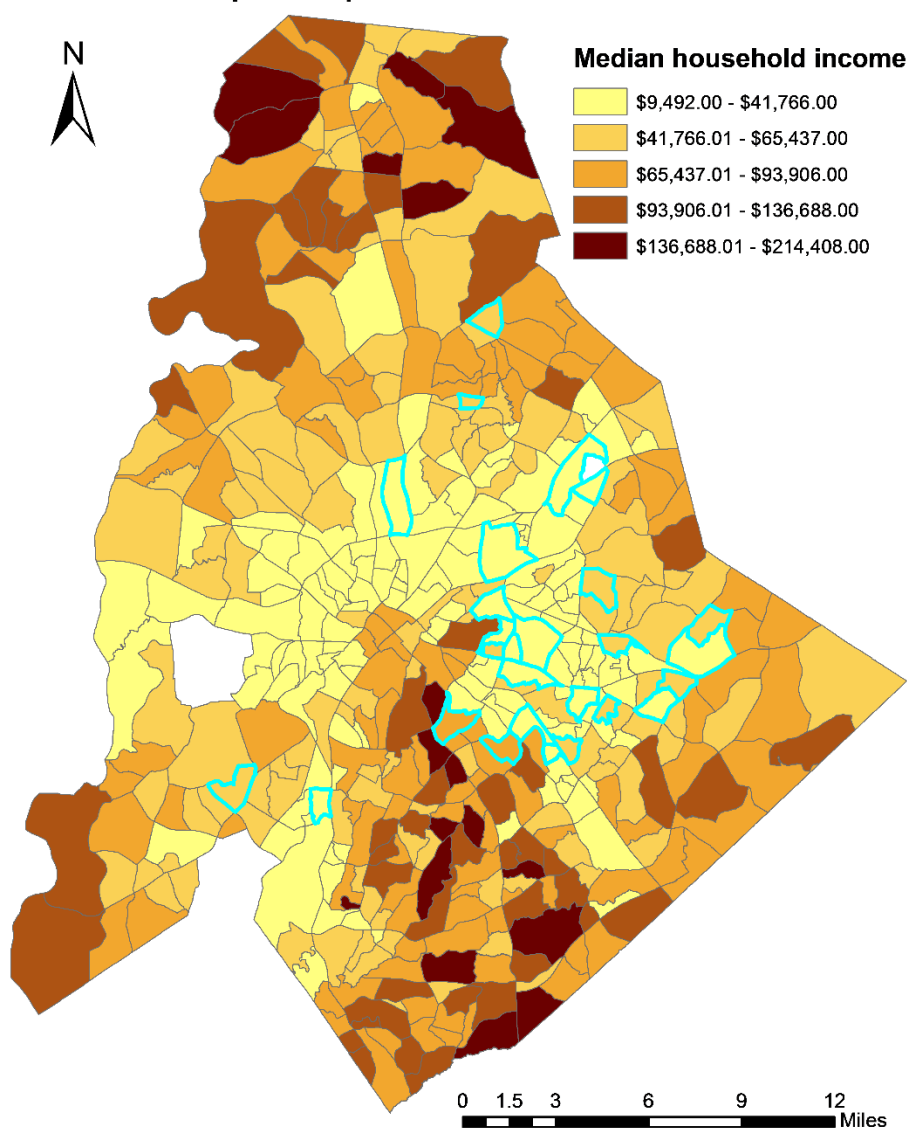 N
Median household income
$9,492.00 - $41,766.00
$41,766.01 - $65,437.00
$65,437.01 - $93,906.00
$93,906.01 - $136,688.00
$136,688.01 - $214,408.00
0 1.5 3 6 9 12
Miles